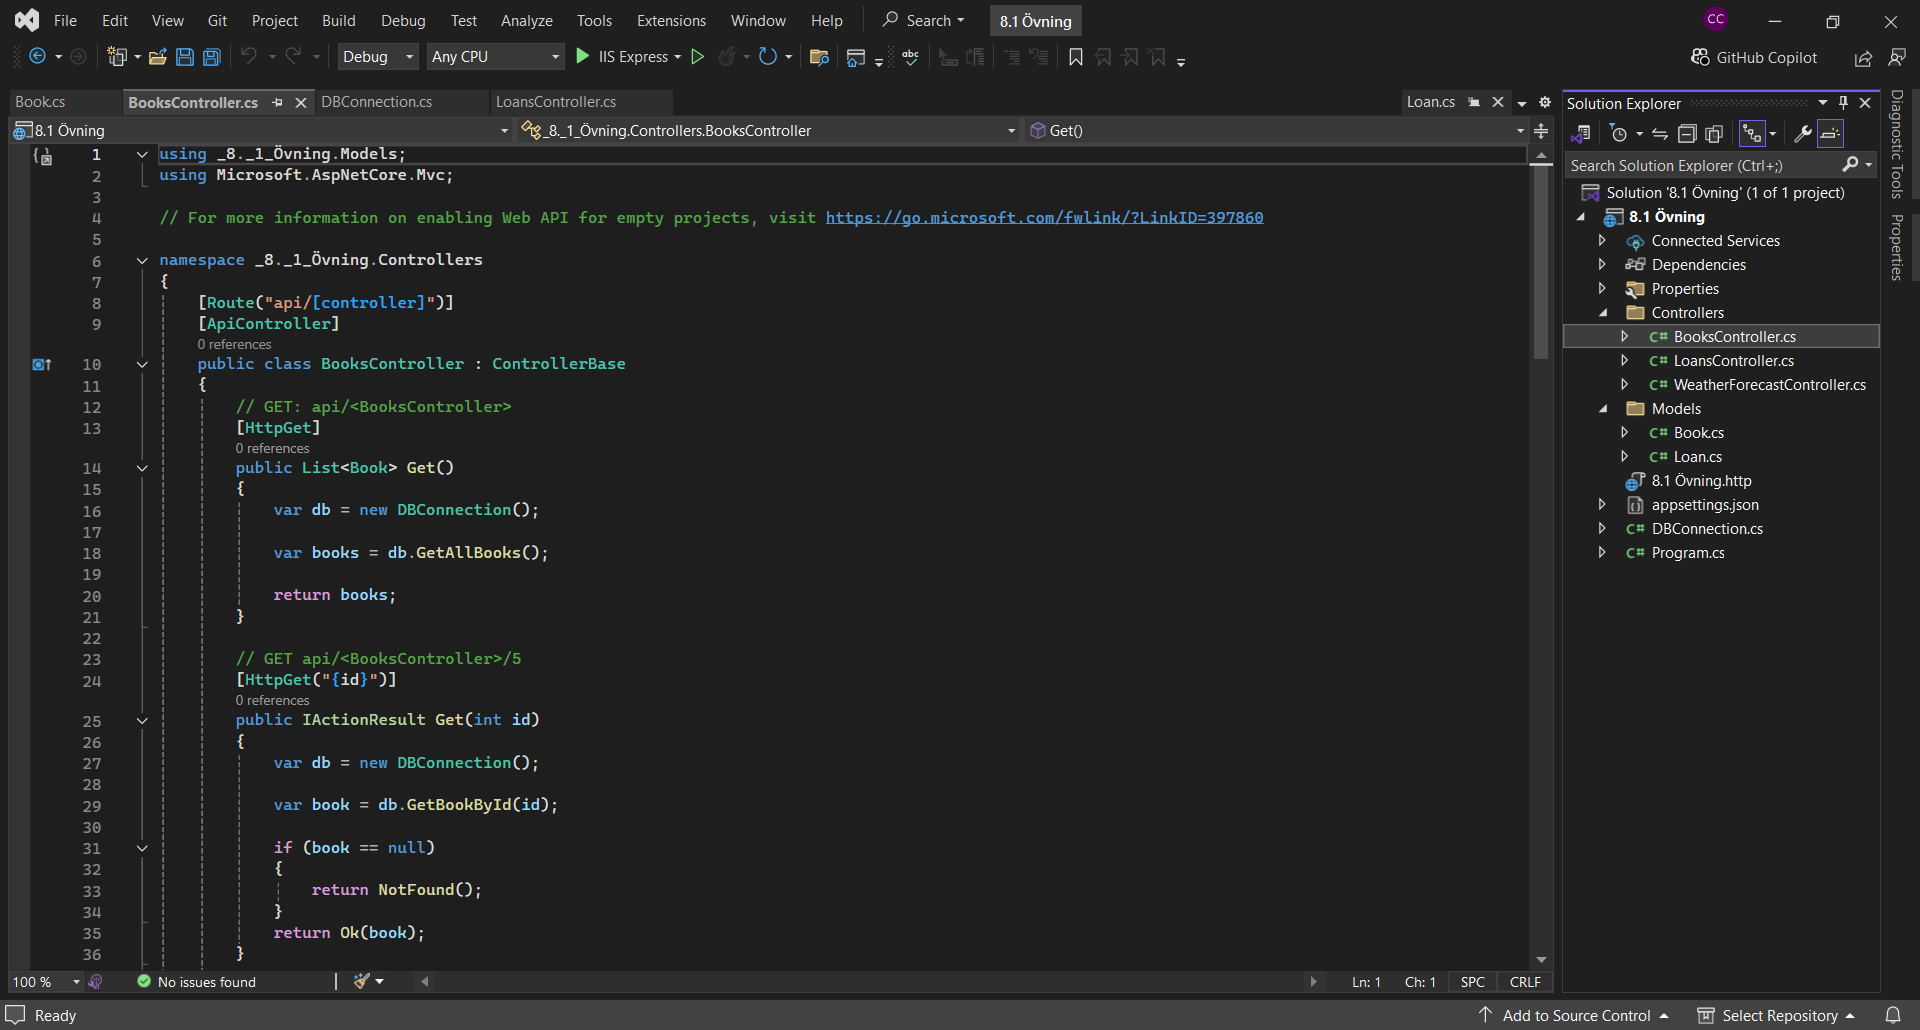 File Edit View Git Project Build Debug Test Analyze Tools Extensions Window Help Search 8.1 Övning CC
Debug Any CPU IIS Express abc GitHub Copilot
Book.cs BooksController.cs DBConnection.cs LoansController.cs Loan.cs
8.1 Övning _8._1_Övning.Controllers.BooksController Get()
1 using _8._1_Övning.Models;
2 using Microsoft.AspNetCore.Mvc;
3
4 // For more information on enabling Web API for empty projects, visit https://go.microsoft.com/fwlink/?LinkID=397860
5
6 namespace _8._1_Övning.Controllers
7 {
8 [Route("api/[controller]")]
9 [ApiController]
0 references
10 public class BooksController : ControllerBase
11 {
12 // GET: api/<BooksController>
13 [HttpGet]
0 references
14 public List<Book> Get()
15 {
16 var db = new DBConnection();
17
18 var books = db.GetAllBooks();
19
20 return books;
21 }
22
23 // GET api/<BooksController>/5
24 [HttpGet("{id}")]
0 references
25 public IActionResult Get(int id)
26 {
27 var db = new DBConnection();
28
29 var book = db.GetBookById(id);
30
31 if (book == null)
32 {
33 return NotFound();
34 }
35 return Ok(book);
36 }
100 % No issues found Ln: 1 Ch: 1 SPC CRLF
Solution Explorer
Search Solution Explorer (Ctrl+;)
Solution '8.1 Övning' (1 of 1 project)
8.1 Övning
Connected Services
Dependencies
Properties
Controllers
C# BooksController.cs
C# LoansController.cs
C# WeatherForecastController.cs
Models
C# Book.cs
C# Loan.cs
8.1 Övning.http
appsettings.json
C# DBConnection.cs
C# Program.cs
Diagnostic Tools
Properties
Ready Add to Source Control Select Repository